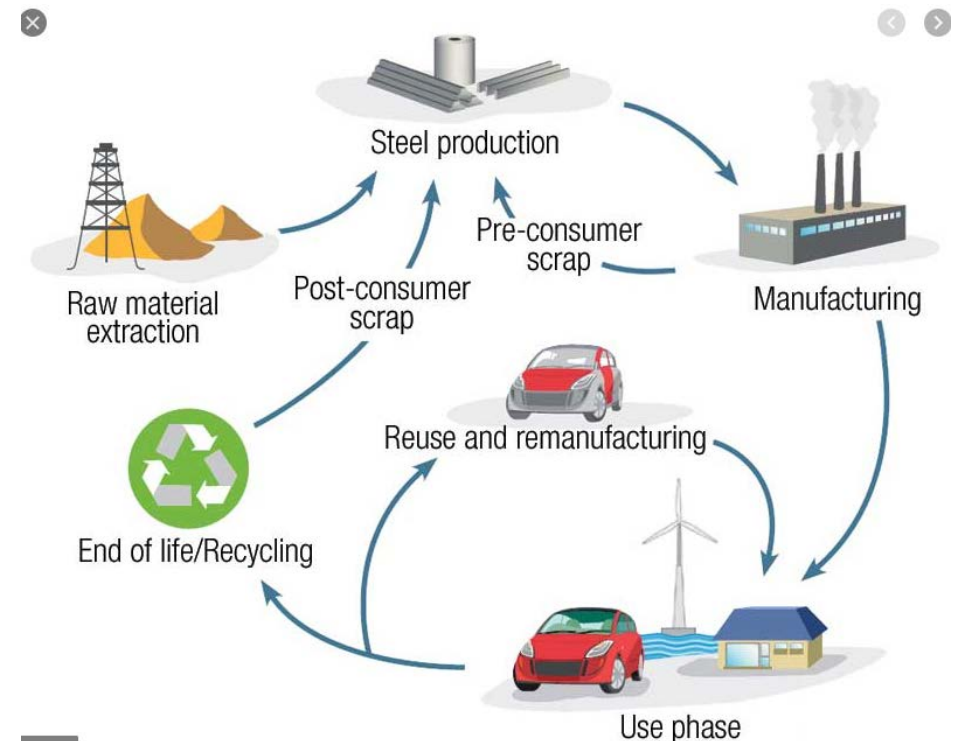 Steel production
Raw material
extraction
Pre-consumer
scrap
Post-consumer
scrap
Manufacturing
Reuse and remanufacturing
End of life/Recycling
Use phase